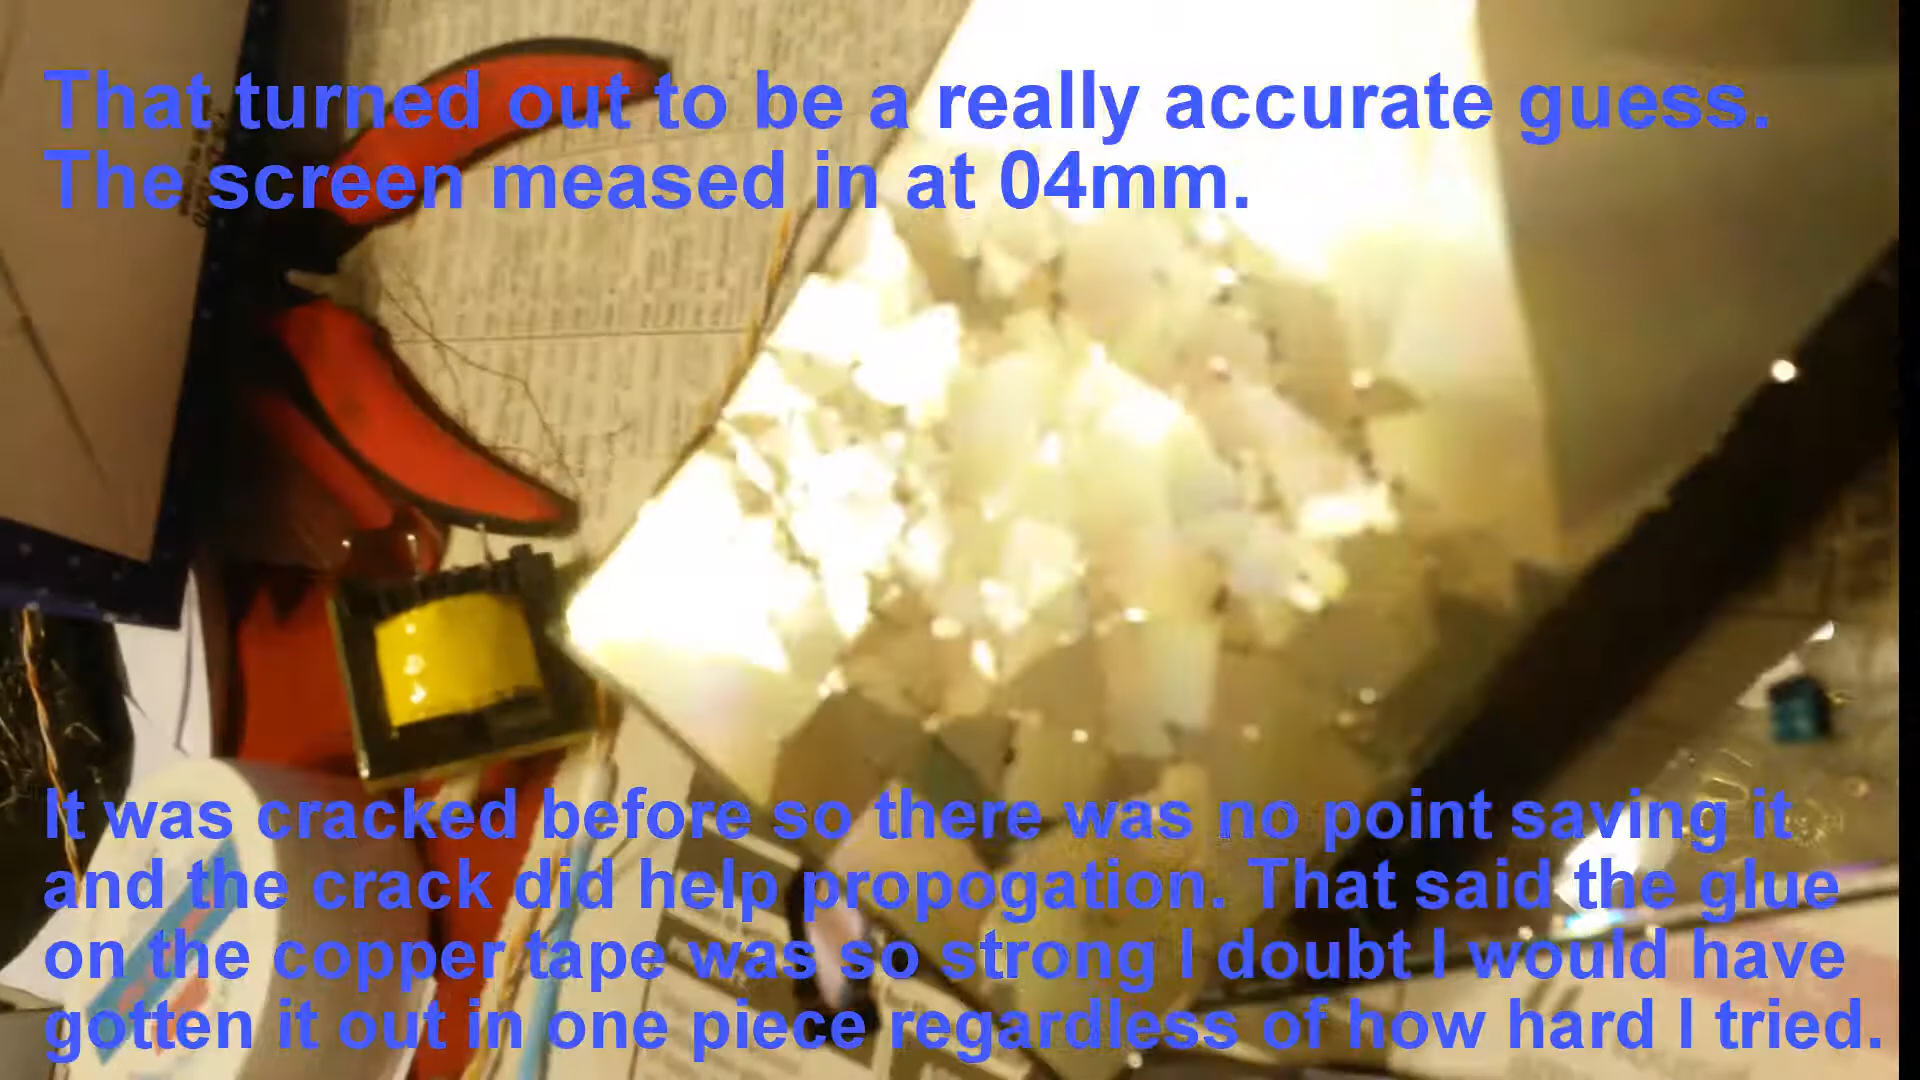 That turned out to be a really accurate guess.
The screen meased in at 04mm.
It was cracked before so there was no point saving it
and the crack did help propogation. That said the glue
on the copper tape was so strong I doubt I would have
gotten it out in one piece regardless of how hard I tried.